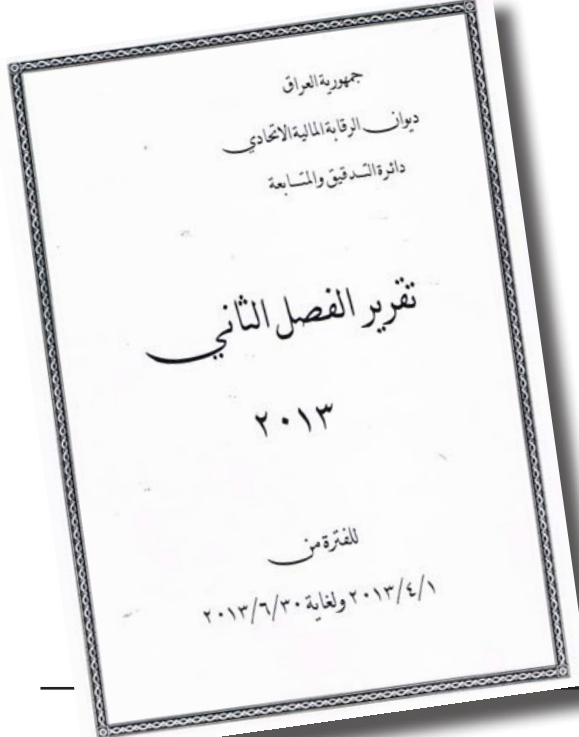 جمهورية العراق
ديوان الرقابة المالية الاتحادي
دائرة التدقيق والمتابعة
تقرير الفصل الثاني
٢٠١٣
للفترة من
٢٠١٣/٤/١ ولغاية ٢٠١٣/٦/٣٠